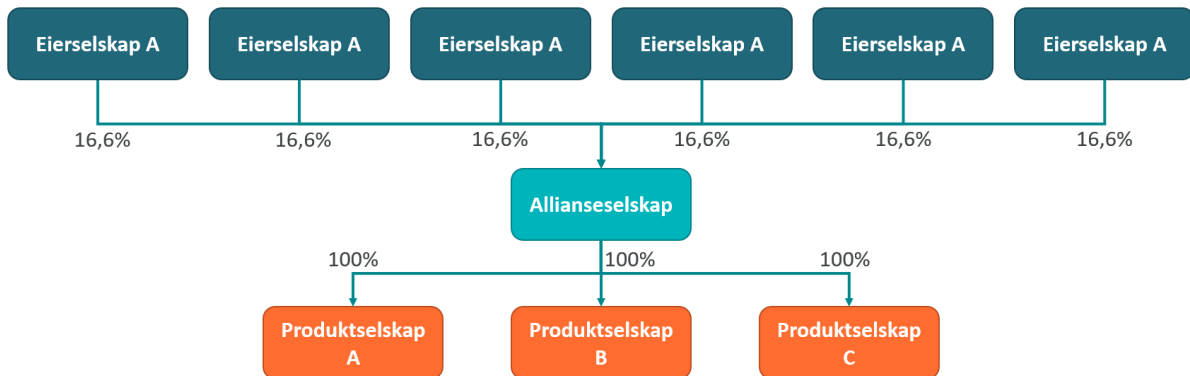 Eierselskap A
Eierselskap A
Eierselskap A
Eierselskap A
Eierselskap A
Eierselskap A
16,6%
16,6%
16,6%
16,6%
16,6%
16,6%
Allianseselskap
100%
100%
100%
Produktselskap
A
Produktselskap
B
Produktselskap
C